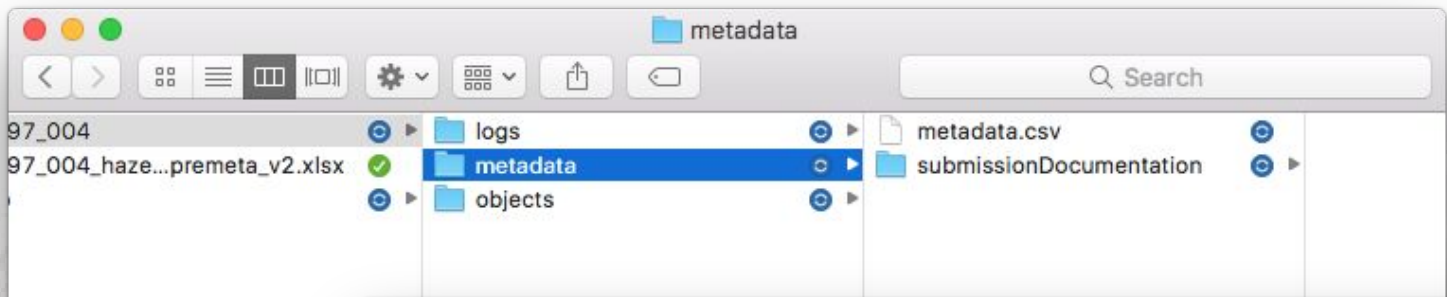 metadata
Search
97_004
97_004_haze...premeta_v2.xlsx
logs
metadata
objects
metadata.csv
submissionDocumentation